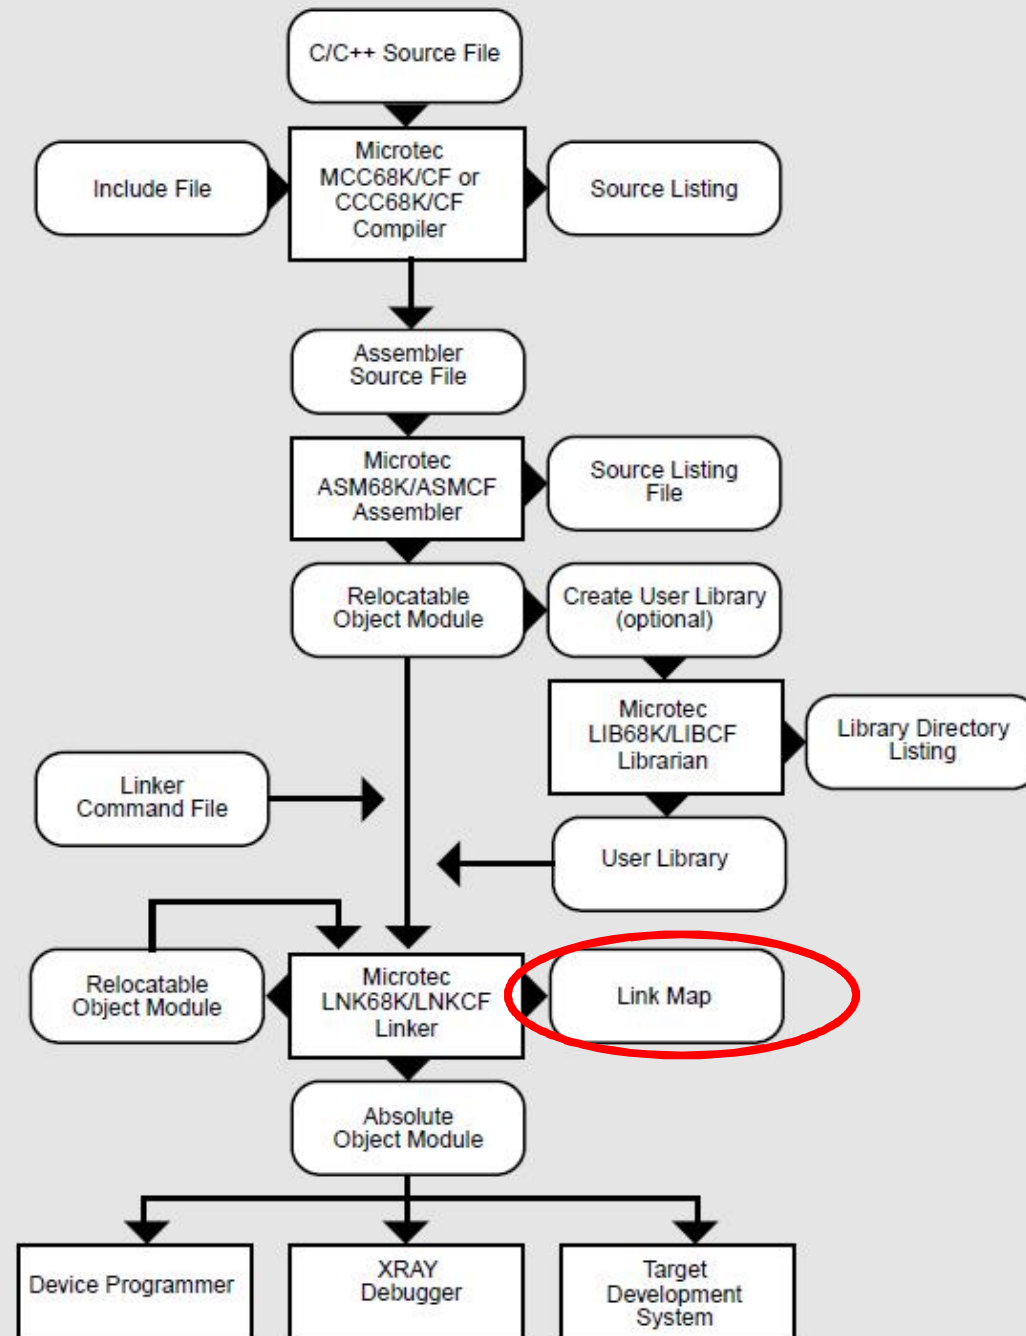 C/C++ Source File
Include File
Microtec
MCC68K/CF or
CCC68K/CF
Compiler
Source Listing
Assembler
Source File
Microtec
ASM68K/ASMCF
Assembler
Source Listing
File
Relocatable
Object Module
Create User Library
(optional)
Microtec
LIB68K/LIBCF
Librarian
Library Directory
Listing
Linker
Command File
User Library
Relocatable
Object Module
Microtec
LNK68K/LNKCF
Linker
Link Map
Absolute
Object Module
Device Programmer
XRAY
Debugger
Target
Development
System